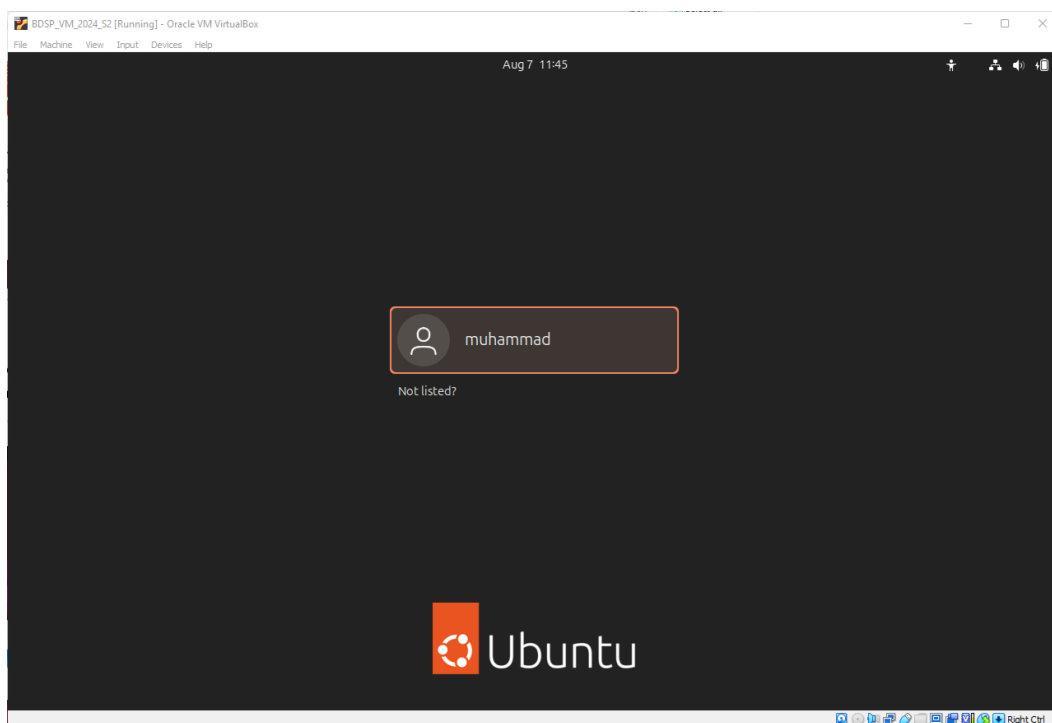 BDSP_VM_2024_S2 [Running] - Oracle VM VirtualBox
File Machine View Input Devices Help
Aug 7 11:45
muhammad
Not listed?
Ubuntu
Right Ctrl